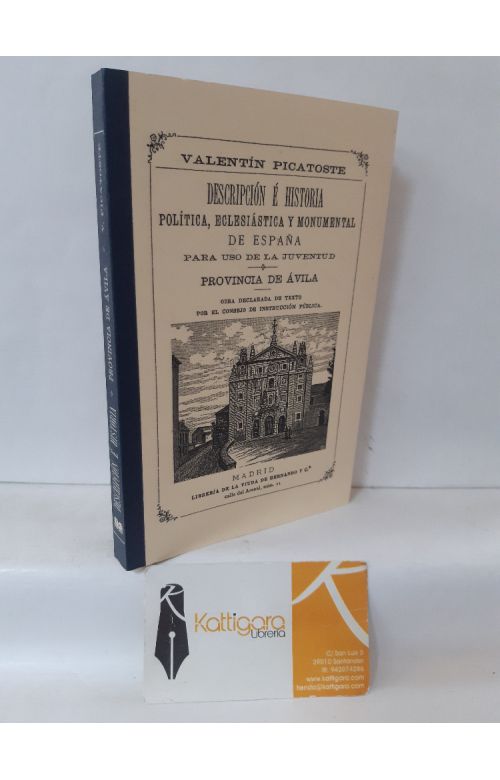 VALENTÍN PICATOSTE
DESCRIPCIÓN É HISTORIA
POLÍTICA, ECLESIÁSTICA Y MONUMENTAL
DE ESPAÑA
PARA USO DE LA JUVENTUD
PROVINCIA DE ÁVILA
OBRA DECLARADA DE TEXTO
POR EL CONSEJO DE INSTRUCCIÓN PÚBLICA.
MADRID
LIBRERÍA DE LA VIUDA DE HERNANDO Y C.ª
calle del Arenal, núm. 11
DESCRIPCIÓN É HISTORIA * PROVINCIA DE ÁVILA * V. PICATOSTE
R
Kattigara
Librería
C/ San Luis 5
39010 Santander
www.kattigara.com
tienda@kattigara.com